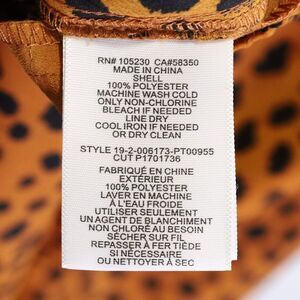 RN# 105230 CA#58350
MADE IN CHINA
SHELL
100% POLYESTER
MACHINE WASH COLD
ONLY NON-CHLORINE
BLEACH IF NEEDED
LINE DRY
COOL IRON IF NEEDED
OR DRY CLEAN
STYLE 19-2-006173-PT00955
CUT P1701736
FABRIQUÉ EN CHINE
EXTÉRIEUR
100% POLYESTER
LAVER EN MACHINE
À L'EAU FROIDE
UTILISER SEULEMENT
UN AGENT DE BLANCHIMENT
NON CHLORÉ AU BESOIN
SÉCHER SUR FIL
REPASSER À FER TIÈDE
SI NÉCESSAIRE
OU NETTOYER À SEC